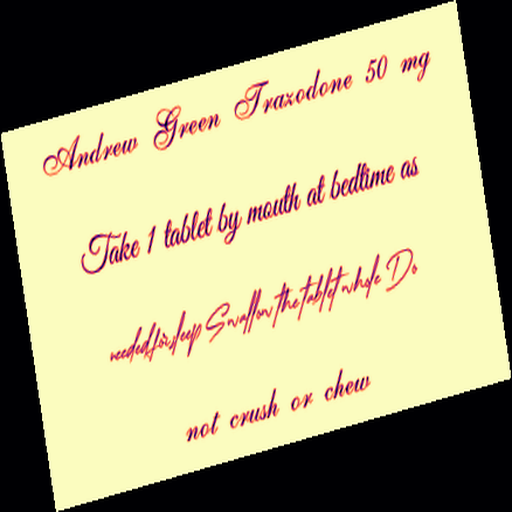 Andrew Green Trazodone 50 mg
Take 1 tablet by mouth at bedtime as
needed for sleep Swallow the tablet whole Do
not crush or chew